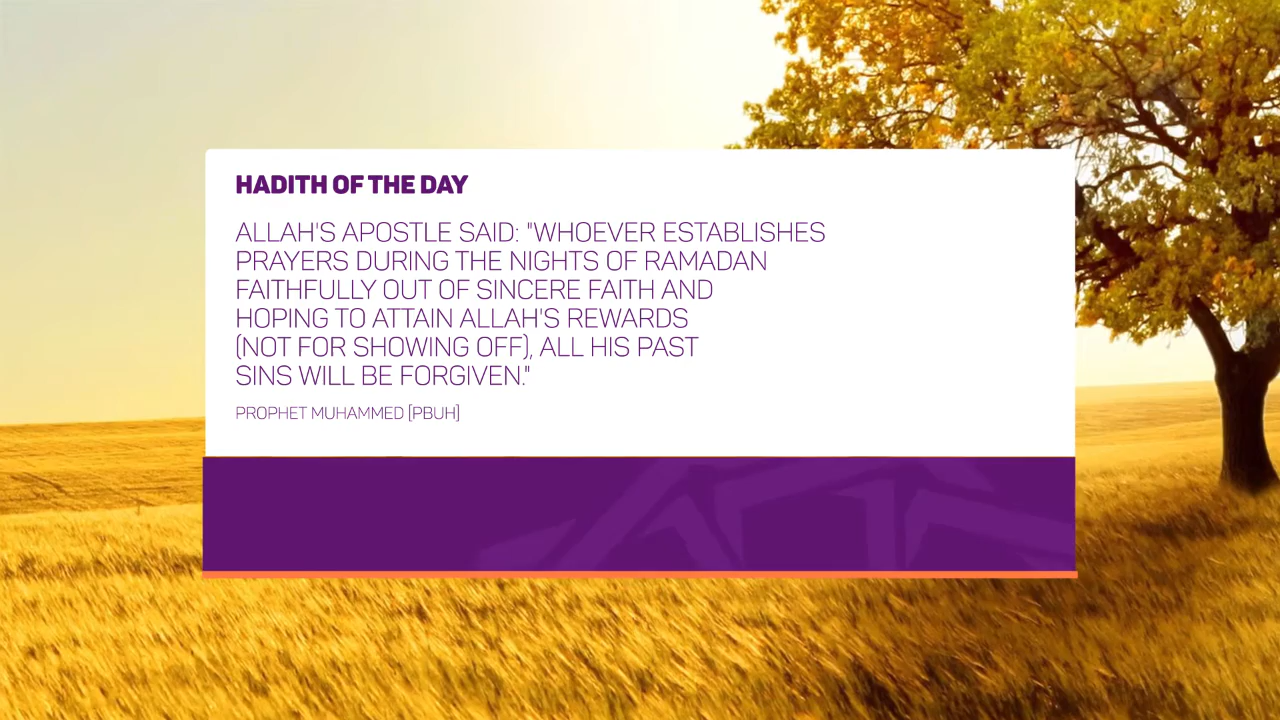 HADITH OF THE DAY
ALLAH'S APOSTLE SAID: "WHOEVER ESTABLISHES
PRAYERS DURING THE NIGHTS OF RAMADAN
FAITHFULLY OUT OF SINCERE FAITH AND
HOPING TO ATTAIN ALLAH'S REWARDS
(NOT FOR SHOWING OFF), ALL HIS PAST
SINS WILL BE FORGIVEN."
PROPHET MUHAMMED [PBUH]